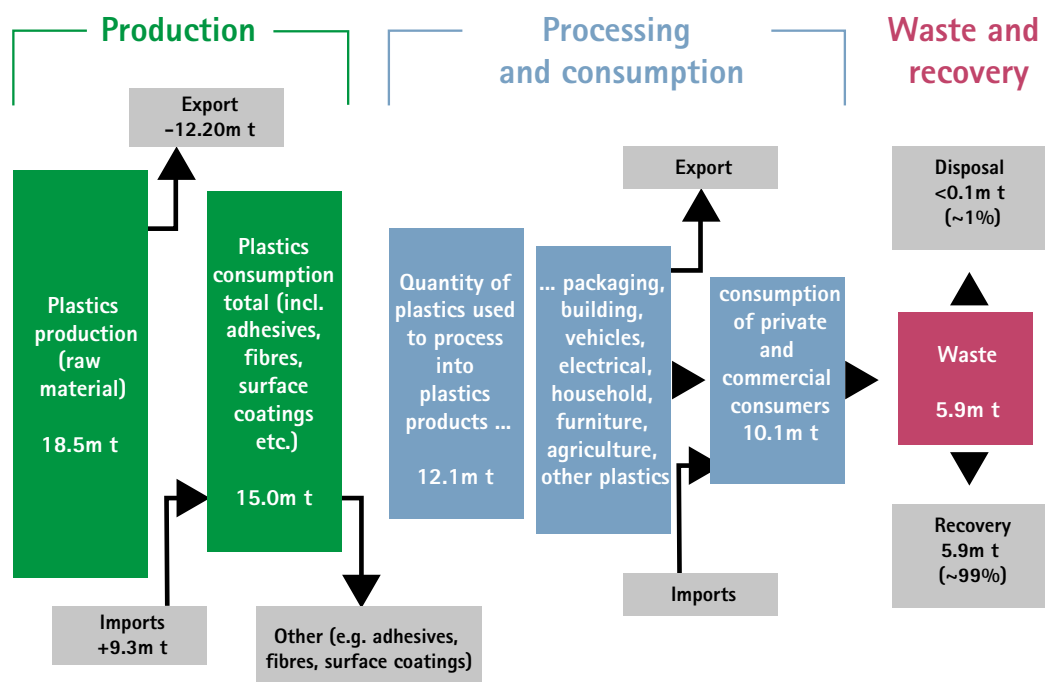 Production
Processing
and consumption
Waste and
recovery
Export
-12.20m t
Plastics
production
(raw
material)
18.5m t
Imports
+9.3m t
Plastics
consumption
total (incl.
adhesives,
fibres,
surface
coatings
etc.)
15.0m t
Other (e.g. adhesives,
fibres, surface coatings)
Quantity of
plastics used
to process
into
plastics
products ...
12.1m t
... packaging,
building,
vehicles,
electrical,
household,
furniture,
agriculture,
other plastics
Export
Imports
consumption
of private
and
commercial
consumers
10.1m t
Disposal
<0.1m t
(~1%)
Waste
5.9m t
Recovery
5.9m t
(~99%)